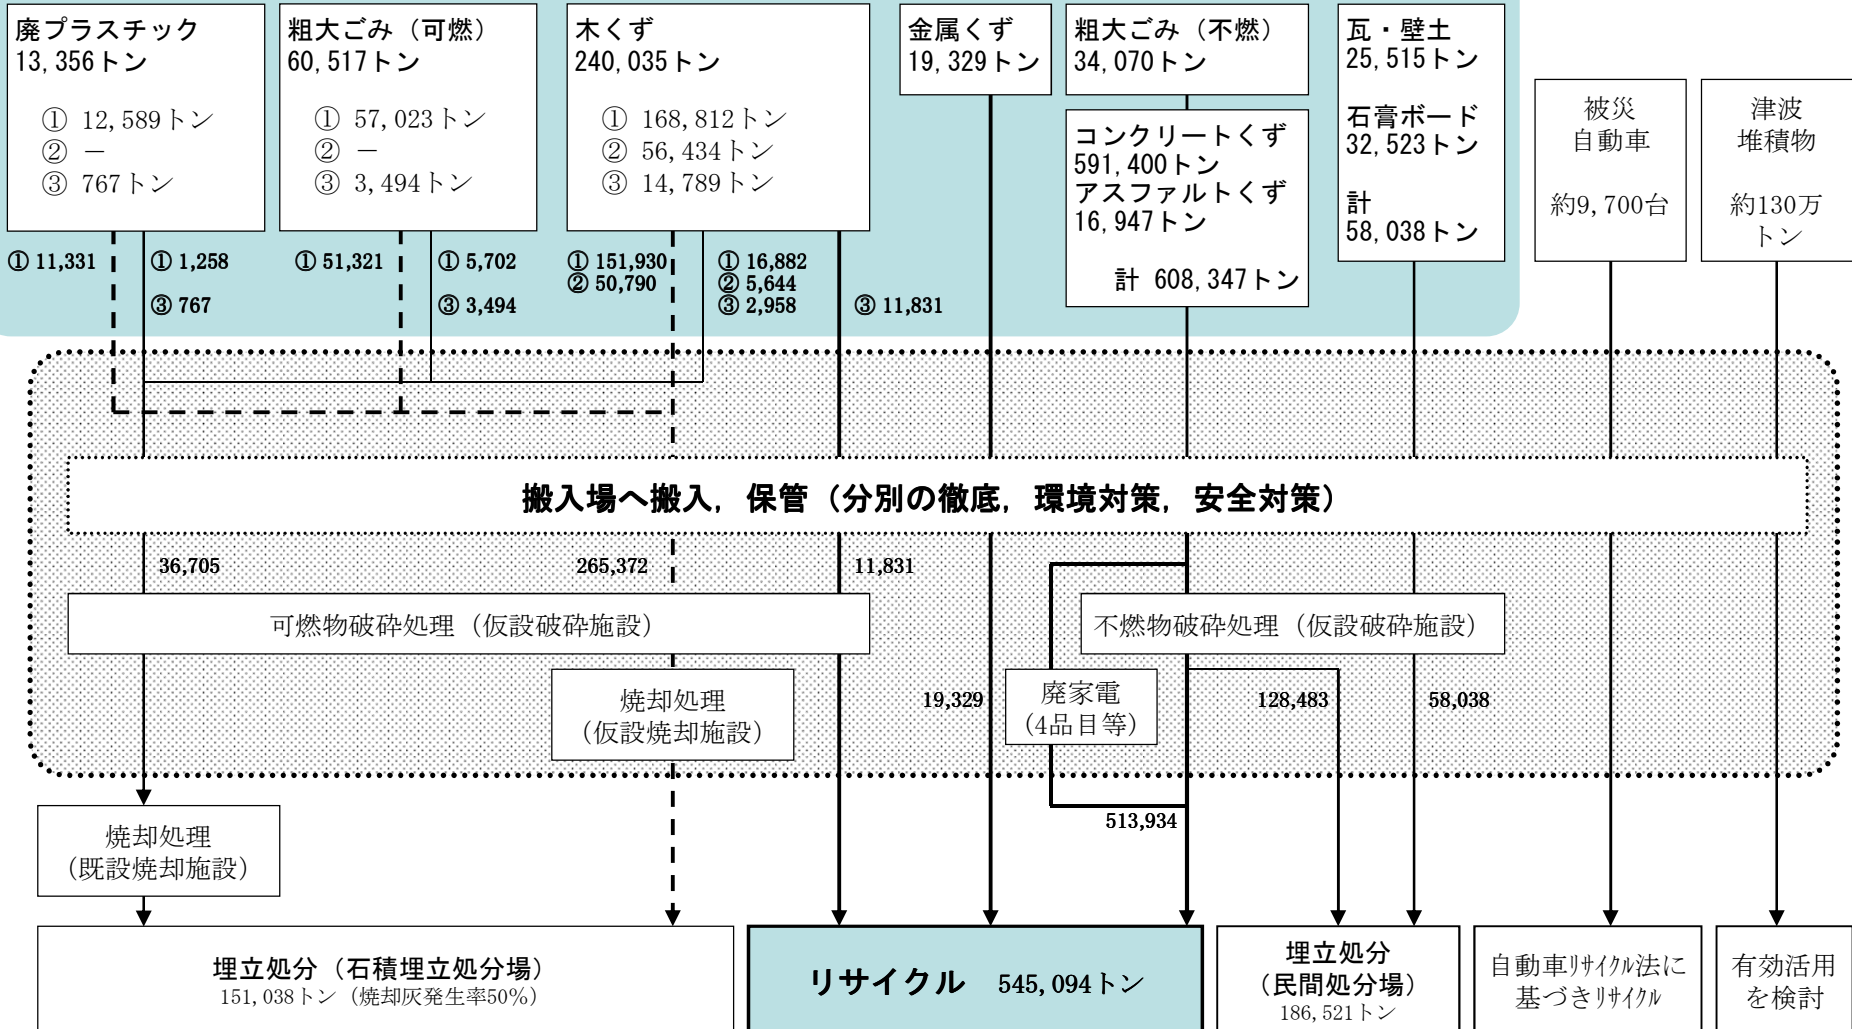 廃プラスチック
13,356トン
① 12,589トン
② －
③ 767トン
粗大ごみ（可燃）
60,517トン
① 57,023トン
② －
③ 3,494トン
木くず
240,035トン
① 168,812トン
② 56,434トン
③ 14,789トン
金属くず
19,329トン
粗大ごみ（不燃）
34,070トン
コンクリートくず
591,400トン
アスファルトくず
16,947トン
計 608,347トン
瓦・壁土
25,515トン
石膏ボード
32,523トン
計
58,038トン
被災
自動車
約9,700台
津波
堆積物
約130万
トン
① 11,331
① 1,258
③ 767
① 51,321
① 5,702
③ 3,494
① 151,930
② 50,790
① 16,882
② 5,644
③ 2,958
③ 11,831
搬入場へ搬入，保管（分別の徹底，環境対策，安全対策）
36,705
265,372
11,831
可燃物破砕処理（仮設破砕施設）
不燃物破砕処理（仮設破砕施設）
焼却処理
（仮設焼却施設）
19,329
廃家電
（4品目等）
128,483
58,038
513,934
焼却処理
（既設焼却施設）
埋立処分（石積埋立処分場）
151,038トン（焼却灰発生率50％）
リサイクル 545,094トン
埋立処分
（民間処分場）
186,521トン
自動車ﾘｻｲｸﾙ法に
基づきﾘｻｲｸﾙ
有効活用
を検討